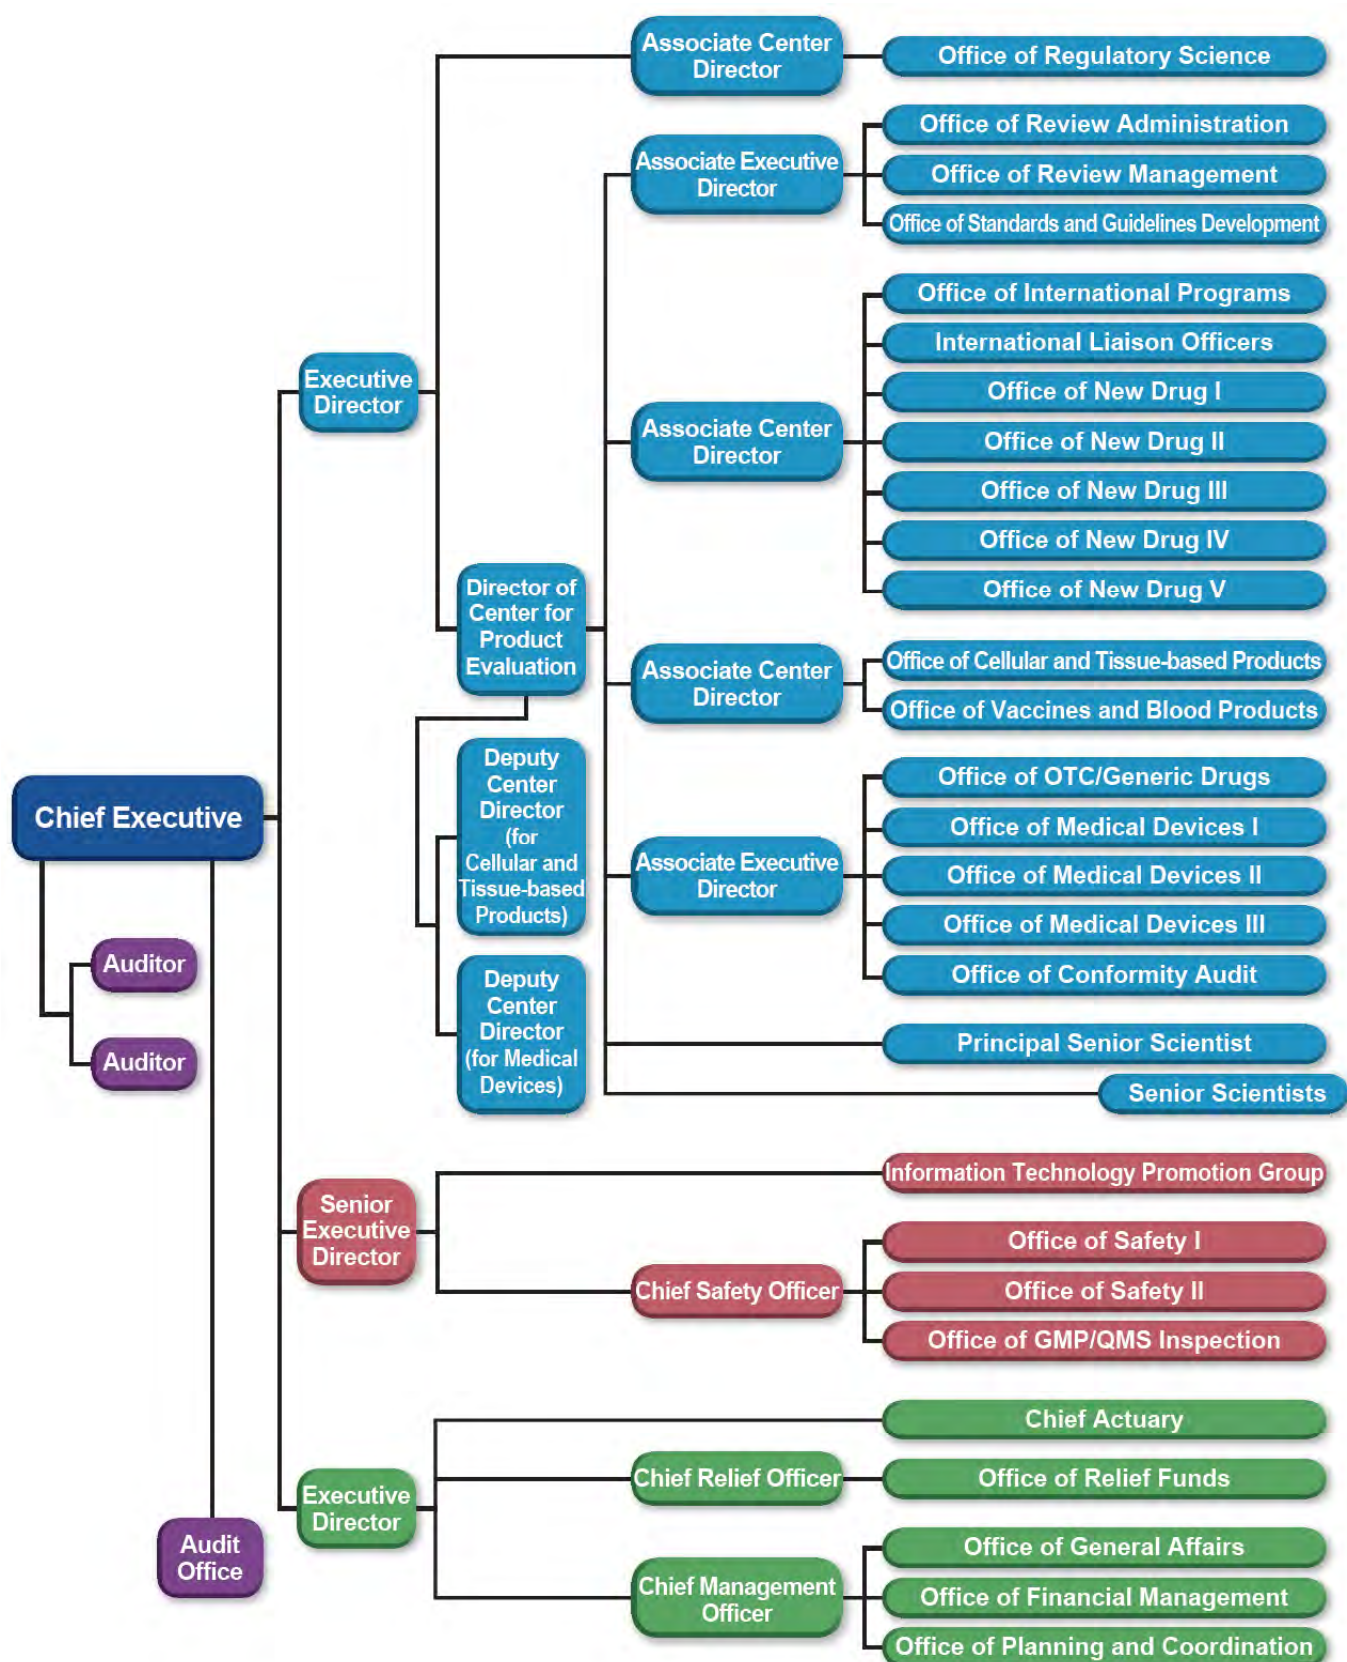 Associate Center
Director
Office of Regulatory Science
Associate Executive
Director
Office of Review Administration
Office of Review Management
Office of Standards and Guidelines Development
Executive
Director
Associate Center
Director
Office of International Programs
International Liaison Officers
Office of New Drug I
Office of New Drug II
Office of New Drug III
Office of New Drug IV
Office of New Drug V
Director of
Center for
Product
Evaluation
Associate Center
Director
Office of Cellular and Tissue-based Products
Office of Vaccines and Blood Products
Deputy
Center
Director
(for
Cellular and
Tissue-based
Products)
Chief Executive
Associate Executive
Director
Office of OTC/Generic Drugs
Office of Medical Devices I
Office of Medical Devices II
Office of Medical Devices III
Office of Conformity Audit
Auditor
Auditor
Deputy
Center
Director
(for Medical
Devices)
Principal Senior Scientist
Senior Scientists
Senior
Executive
Director
Information Technology Promotion Group
Chief Safety Officer
Office of Safety I
Office of Safety II
Office of GMP/QMS Inspection
Executive
Director
Chief Actuary
Chief Relief Officer
Office of Relief Funds
Audit
Office
Chief Management
Officer
Office of General Affairs
Office of Financial Management
Office of Planning and Coordination